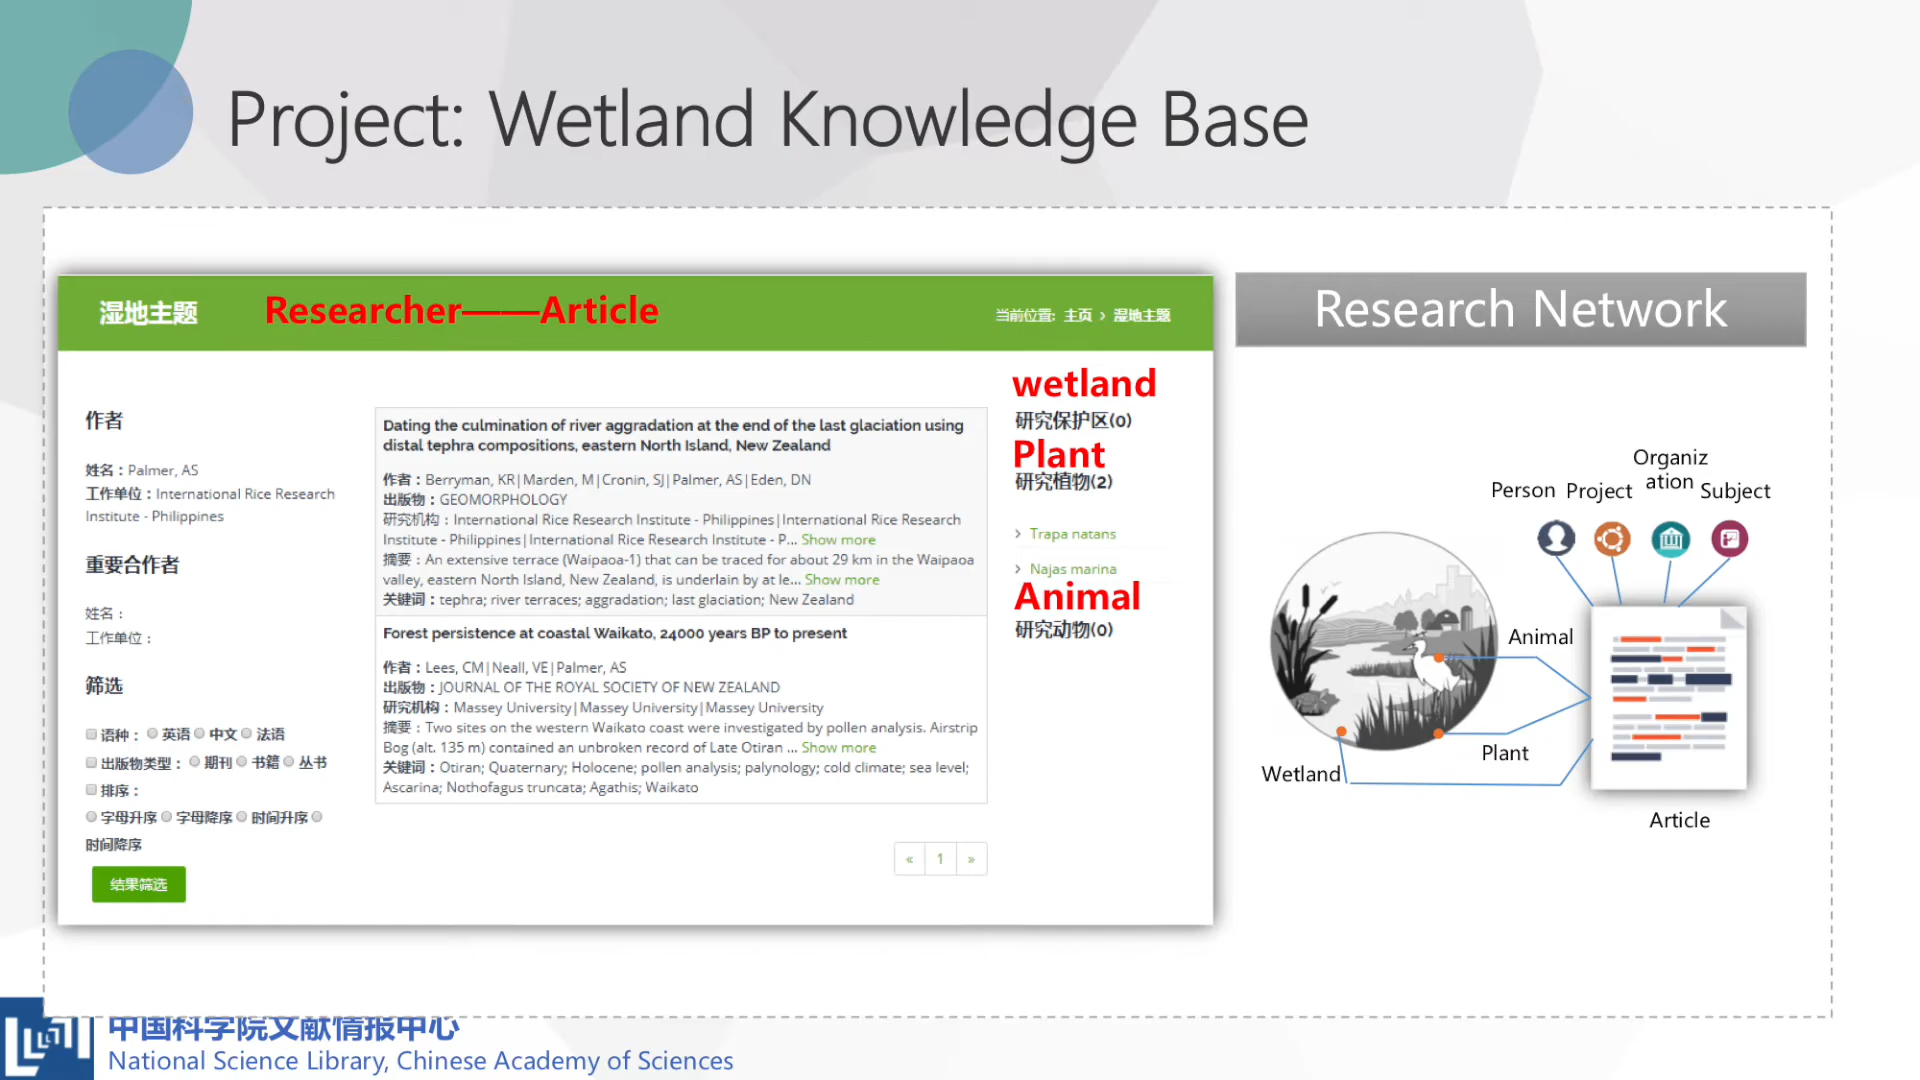 Project: Wetland Knowledge Base
湿地主题
Researcher——Article
当前位置: 主页 › 湿地主题
作者
姓名：Palmer, AS
工作单位：International Rice Research
Institute - Philippines
重要合作者
姓名：
工作单位：
筛选
语种： 英语 中文 法语
出版物类型： 期刊 书籍 丛书
排序：
字母升序 字母降序 时间升序
时间降序
结果筛选
Dating the culmination of river aggradation at the end of the last glaciation using
distal tephra compositions, eastern North Island, New Zealand
作者：Berryman, KR|Marden, M|Cronin, SJ|Palmer, AS|Eden, DN
出版物：GEOMORPHOLOGY
研究机构：International Rice Research Institute - Philippines|International Rice Research
Institute - Philippines|International Rice Research Institute - P... Show more
摘要：An extensive terrace (Waipaoa-1) that can be traced for about 29 km in the Waipaoa
valley, eastern North Island, New Zealand, is underlain by at le... Show more
关键词：tephra; river terraces; aggradation; last glaciation; New Zealand
Forest persistence at coastal Waikato, 24000 years BP to present
作者：Lees, CM|Neall, VE|Palmer, AS
出版物：JOURNAL OF THE ROYAL SOCIETY OF NEW ZEALAND
研究机构：Massey University|Massey University|Massey University
摘要：Two sites on the western Waikato coast were investigated by pollen analysis. Airstrip
Bog (alt. 135 m) contained an unbroken record of Late Otiran ... Show more
关键词：Otiran; Quaternary; Holocene; pollen analysis; palynology; cold climate; sea level;
Ascarina; Nothofagus truncata; Agathis; Waikato
« 1 »
wetland
研究保护区(0)
Plant
研究植物(2)
› Trapa natans
› Najas marina
Animal
研究动物(0)
Research Network
Person
Project
Organiz
ation
Subject
Animal
Plant
Wetland
Article
中国科学院文献情报中心
National Science Library, Chinese Academy of Sciences